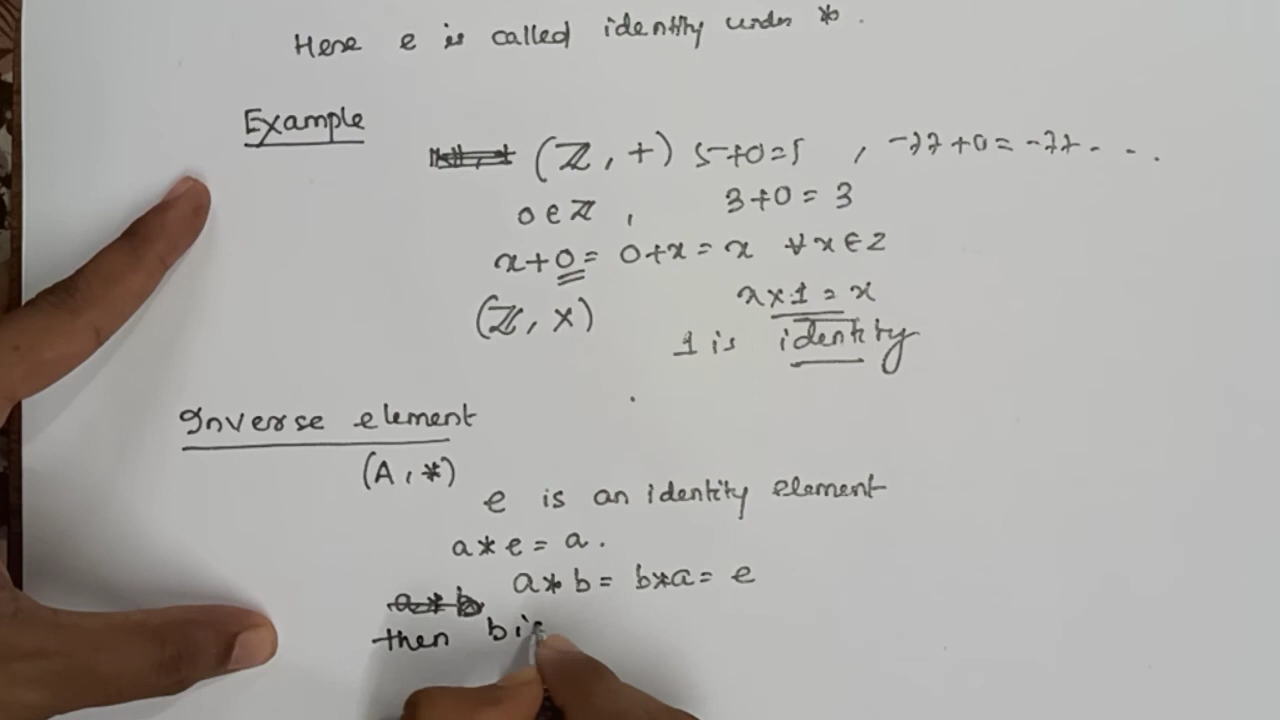 Here e is called identity under *.
Example
(ℤ, +) 5+0=5 , -77+0=-77- - .
0 ∈ ℤ , 3+0 = 3
x+0 = 0+x = x ∀ x ∈ Z
(ℤ, ×) x×1 = x
1 is identity
Inverse element
(A, *)
e is an identity element
a*e = a.
a*b = b*a = e
a*b
then b is